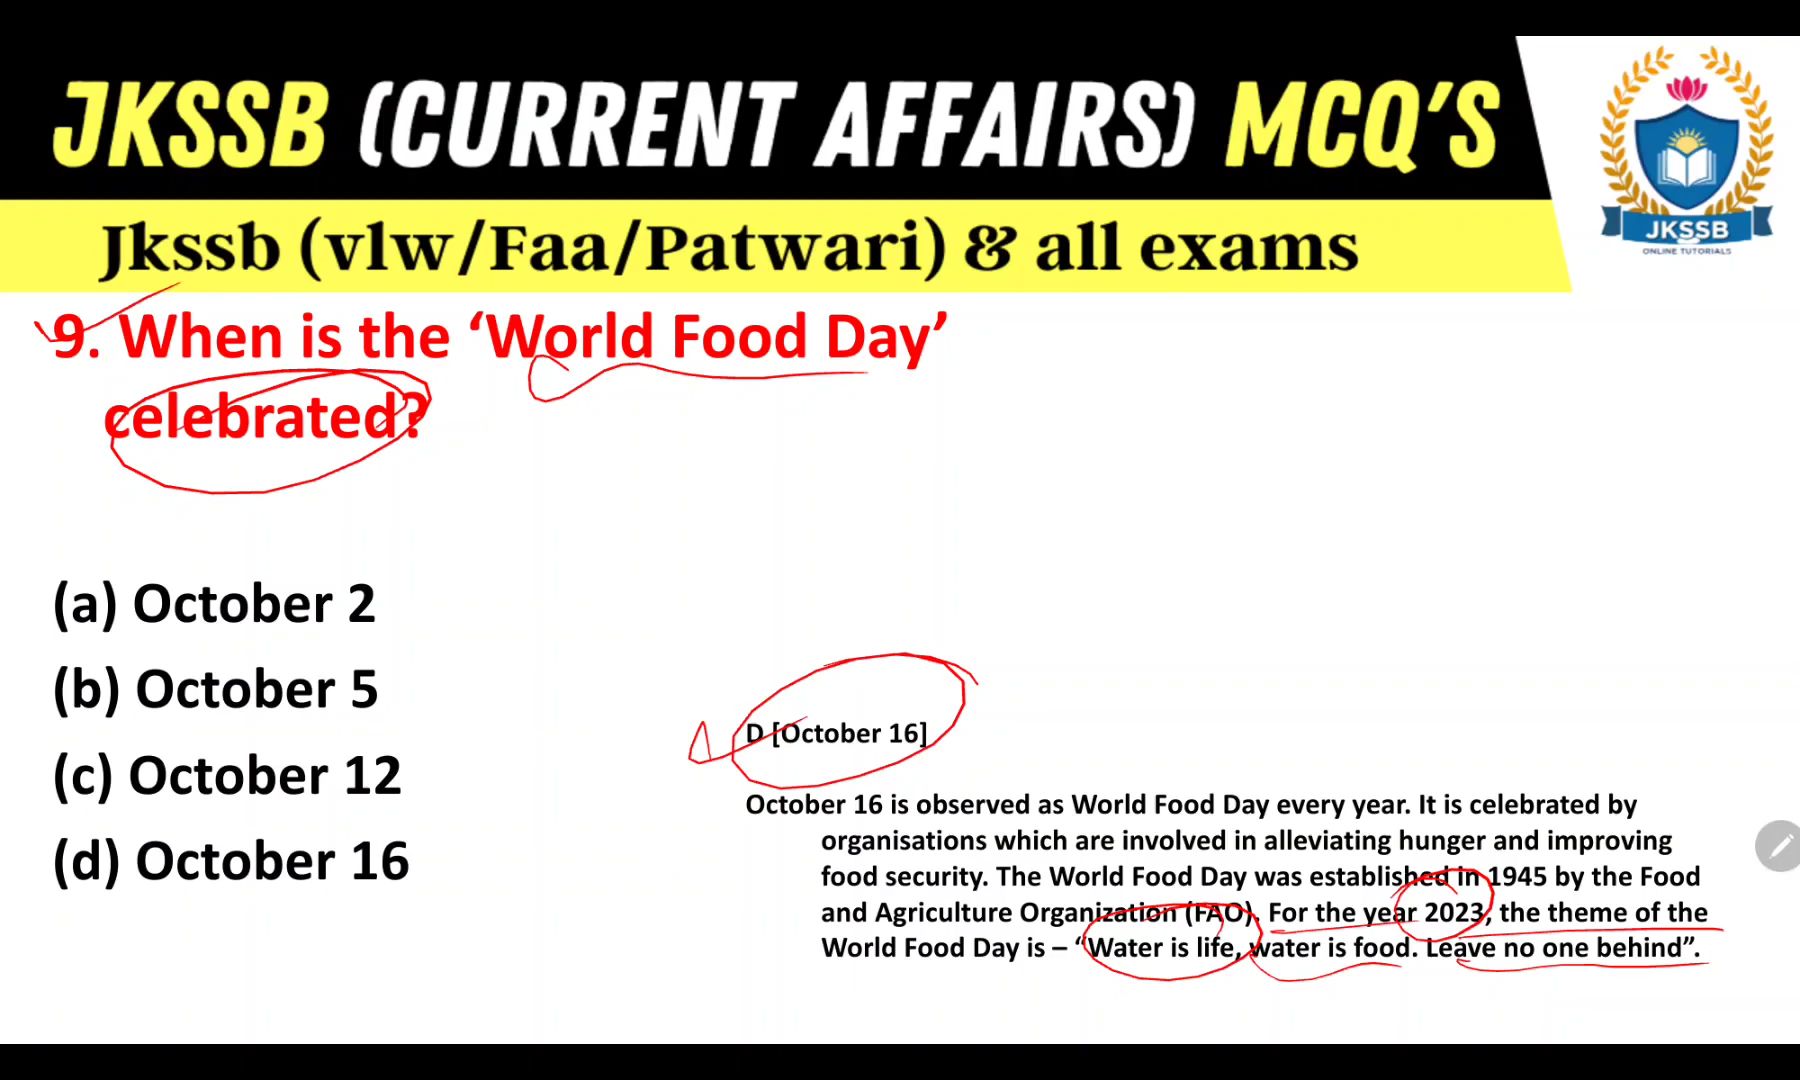 JKSSB (CURRENT AFFAIRS) MCQ'S
JKSSB
ONLINE TUTORIALS
Jkssb (vlw/Faa/Patwari) & all exams
9. When is the ‘World Food Day’
celebrated?
(a) October 2
(b) October 5
(c) October 12
(d) October 16
D [October 16]
October 16 is observed as World Food Day every year. It is celebrated by
organisations which are involved in alleviating hunger and improving
food security. The World Food Day was established in 1945 by the Food
and Agriculture Organization (FAO). For the year 2023, the theme of the
World Food Day is – “Water is life, water is food. Leave no one behind”.